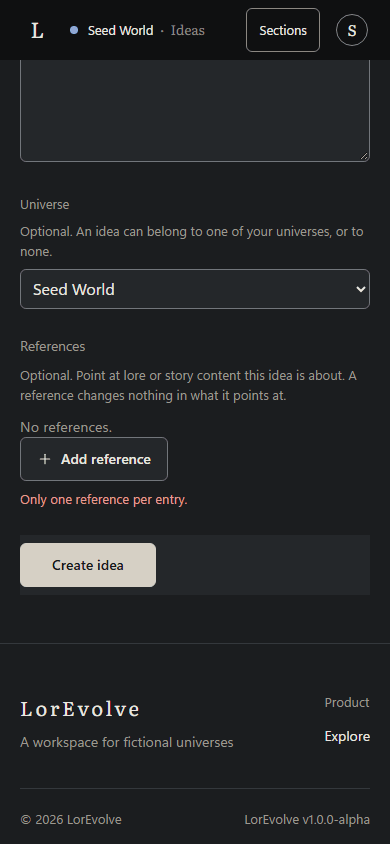 L
Seed World · Ideas
Sections
S
Universe
Optional. An idea can belong to one of your universes, or to
none.
Seed World
References
Optional. Point at lore or story content this idea is about. A
reference changes nothing in what it points at.
No references.
+ Add reference
Only one reference per entry.
Create idea
LorEvolve
Product
A workspace for fictional universes
Explore
© 2026 LorEvolve
LorEvolve v1.0.0-alpha